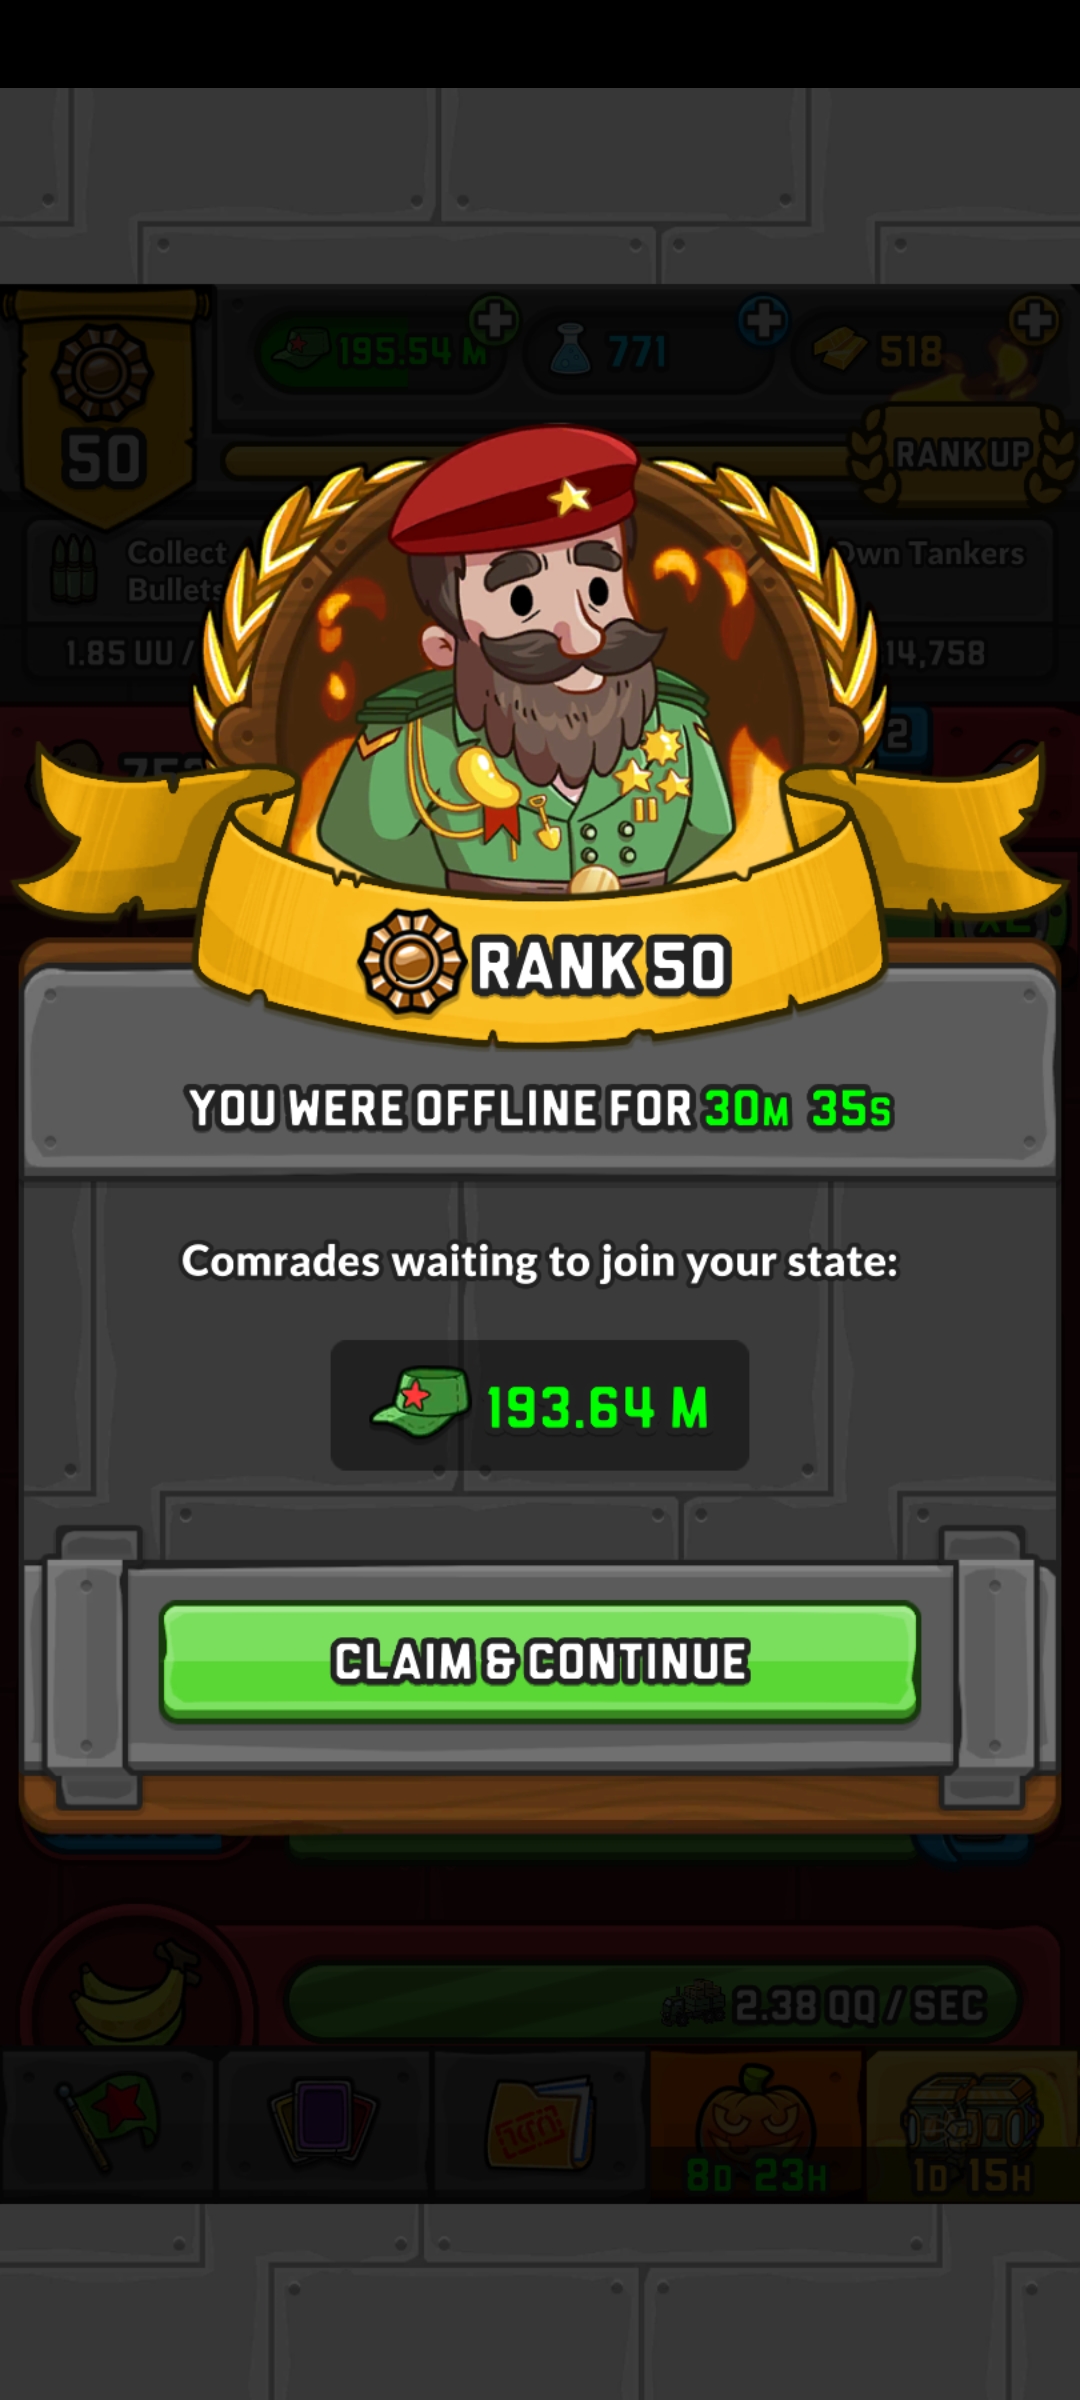 195.54 M
771
518
50
RANK UP
Collect
Bullets
Own Tankers
1.85 UU /
14,758
RANK 50
YOU WERE OFFLINE FOR 30M 35S
Comrades waiting to join your state:
193.64 M
CLAIM & CONTINUE
2.38 QQ / SEC
8D 23H
1D 15H